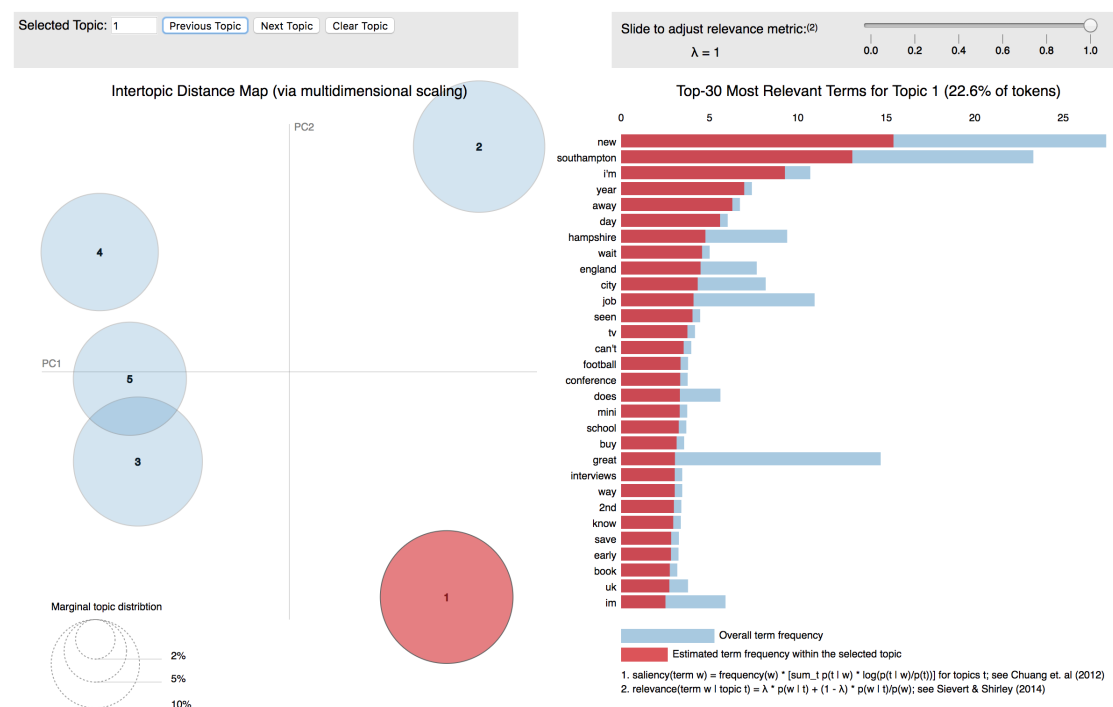 Selected Topic: 1 Previous Topic Next Topic Clear Topic
Slide to adjust relevance metric:(2)
λ = 1
0.0 0.2 0.4 0.6 0.8 1.0
Intertopic Distance Map (via multidimensional scaling)
PC2
PC1
2
4
5
3
1
Marginal topic distribtion
2%
5%
10%
Top-30 Most Relevant Terms for Topic 1 (22.6% of tokens)
0 5 10 15 20 25
new
southampton
i'm
year
away
day
hampshire
wait
england
city
job
seen
tv
can't
football
conference
does
mini
school
buy
great
interviews
way
2nd
know
save
early
book
uk
im
Overall term frequency
Estimated term frequency within the selected topic
1. saliency(term w) = frequency(w) * [sum_t p(t | w) * log(p(t | w)/p(t))] for topics t; see Chuang et. al (2012)
2. relevance(term w | topic t) = λ * p(w | t) + (1 - λ) * p(w | t)/p(w); see Sievert & Shirley (2014)